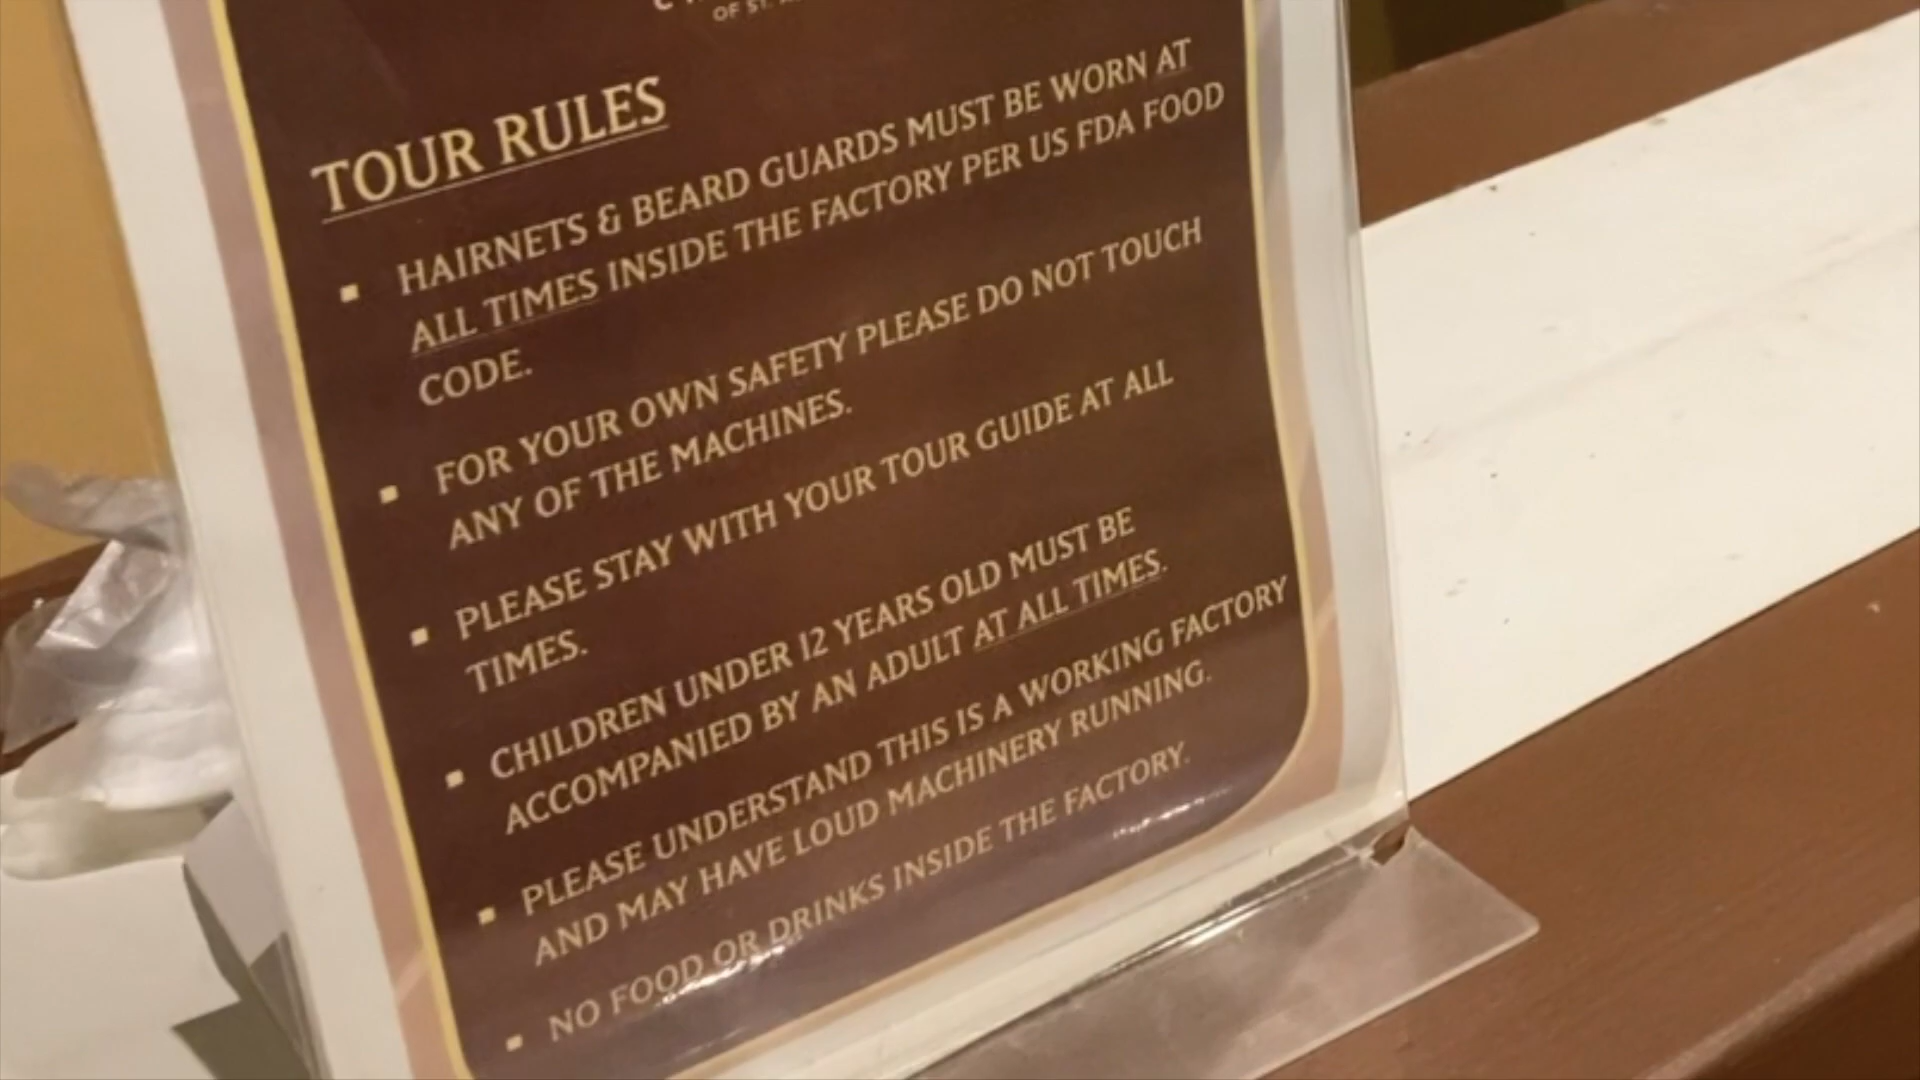 OF ST.
TOUR RULES
▪ HAIRNETS & BEARD GUARDS MUST BE WORN AT
ALL TIMES INSIDE THE FACTORY PER US FDA FOOD
CODE.
▪ FOR YOUR OWN SAFETY PLEASE DO NOT TOUCH
ANY OF THE MACHINES.
▪ PLEASE STAY WITH YOUR TOUR GUIDE AT ALL
TIMES.
▪ CHILDREN UNDER 12 YEARS OLD MUST BE
ACCOMPANIED BY AN ADULT AT ALL TIMES.
▪ PLEASE UNDERSTAND THIS IS A WORKING FACTORY
AND MAY HAVE LOUD MACHINERY RUNNING.
▪ NO FOOD OR DRINKS INSIDE THE FACTORY.